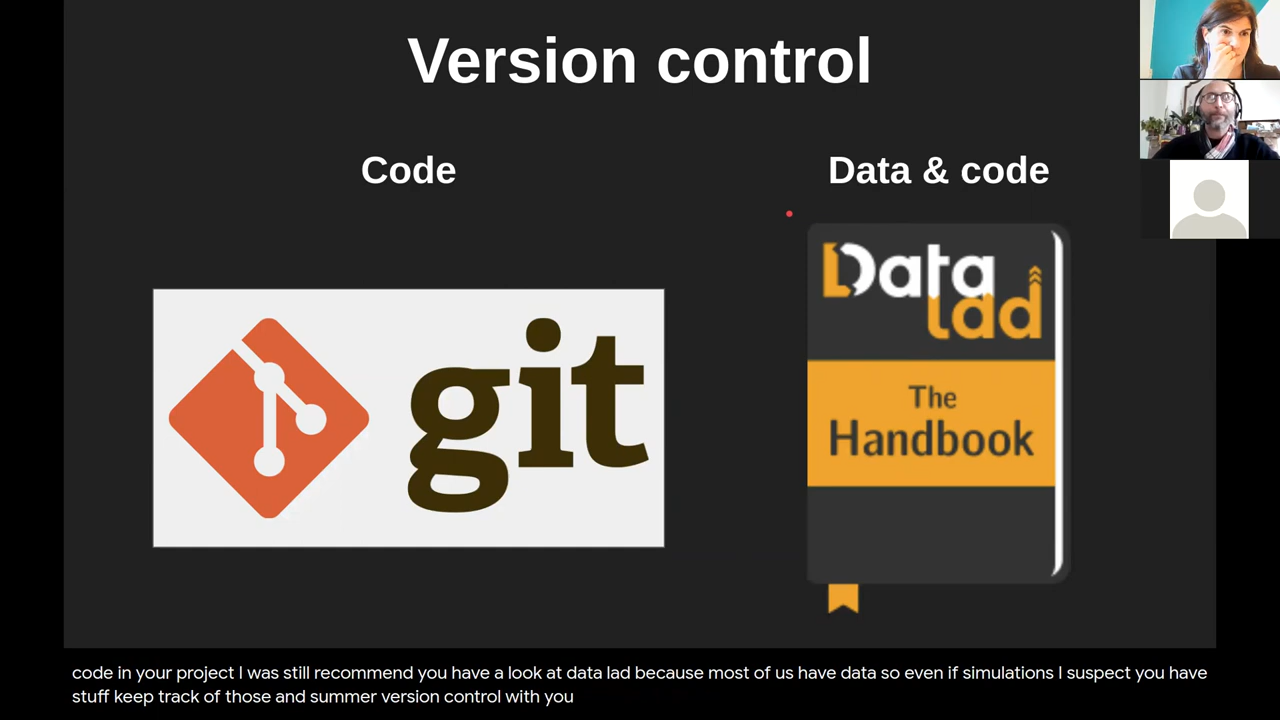 Version control
Code
Data & code
git
Data
lad
The
Handbook
code in your project I was still recommend you have a look at data lad because most of us have data so even if simulations I suspect you have
stuff keep track of those and summer version control with you